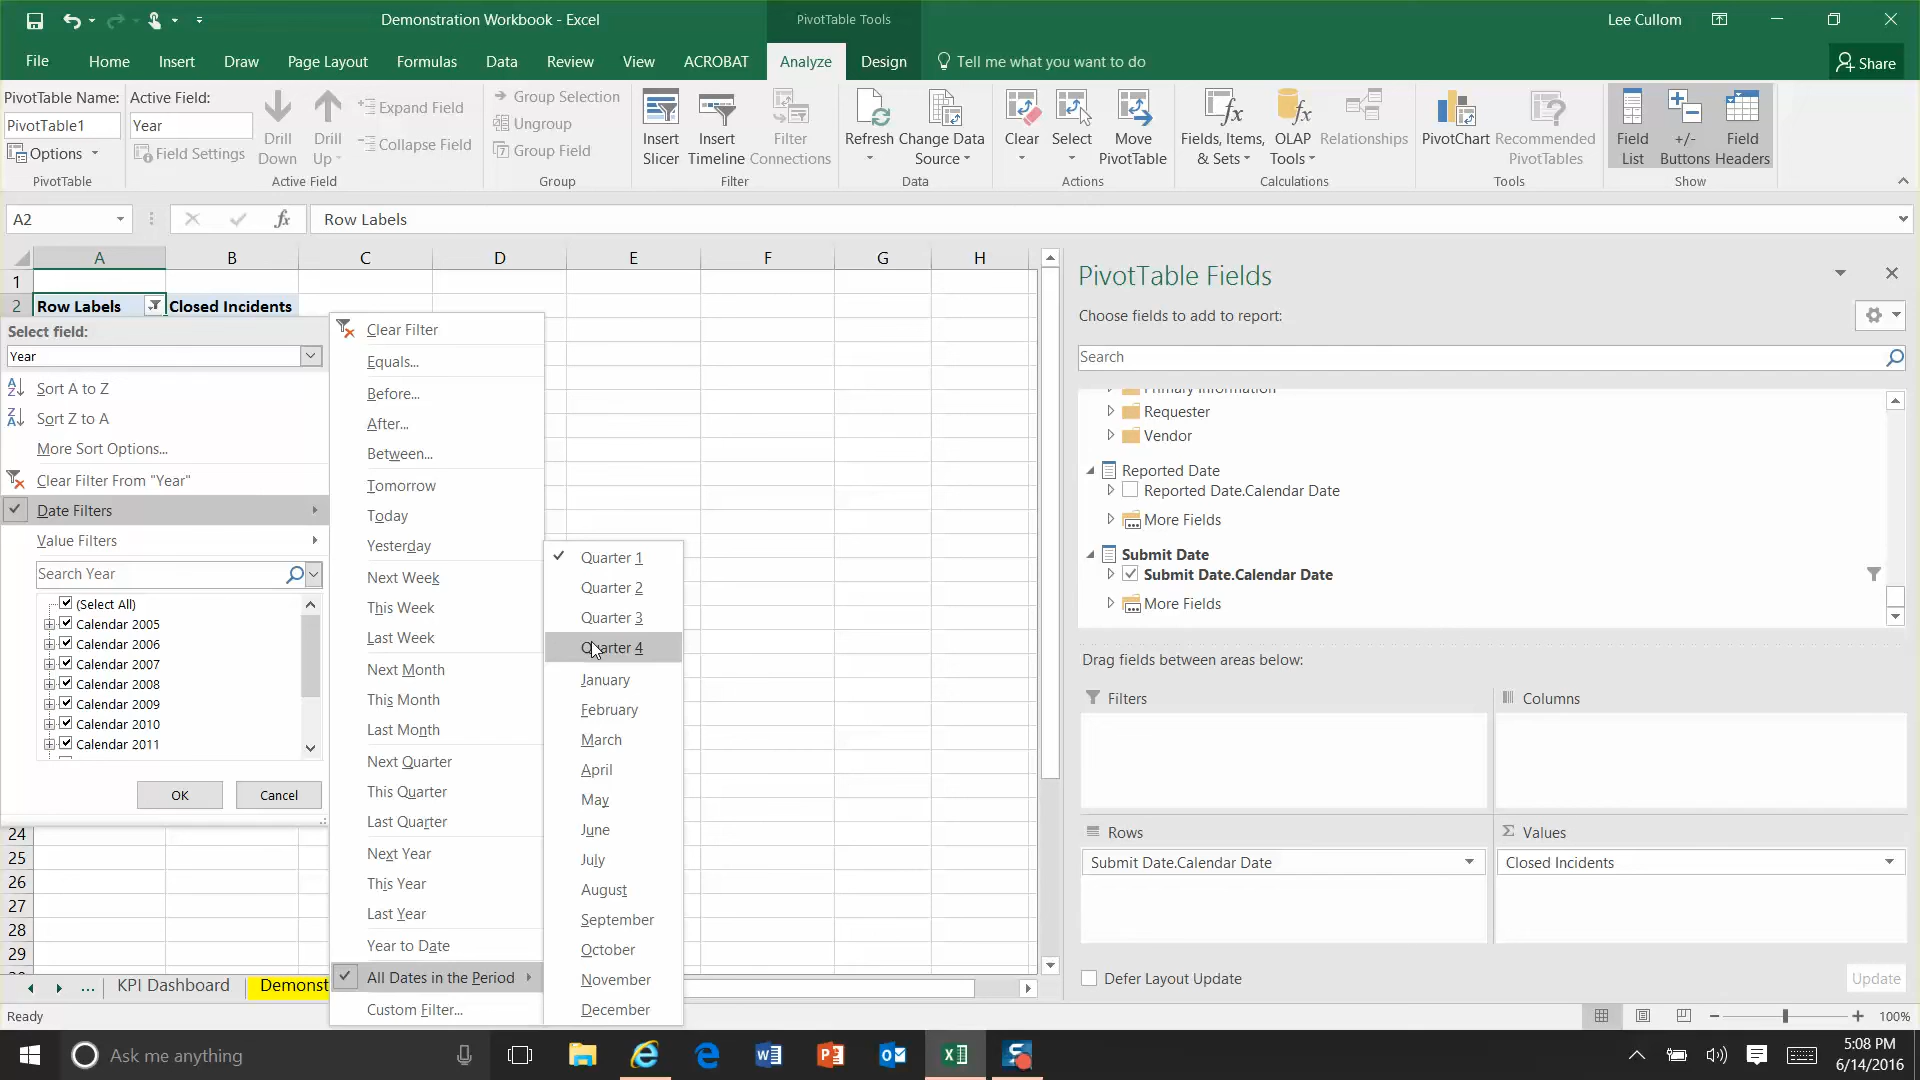 Demonstration Workbook - Excel
PivotTable Tools
Lee Cullom
File
Home
Insert
Draw
Page Layout
Formulas
Data
Review
View
ACROBAT
Analyze
Design
Tell me what you want to do
Share
PivotTable Name:
PivotTable1
Options
PivotTable
Active Field:
Year
Field Settings
Drill Down
Drill Up
Expand Field
Collapse Field
Active Field
Group Selection
Ungroup
Group Field
Group
Insert Slicer
Insert Timeline
Filter Connections
Filter
Refresh
Change Data Source
Data
Clear
Select
Move PivotTable
Actions
Fields, Items, & Sets
OLAP Tools
Relationships
Calculations
PivotChart
Recommended PivotTables
Tools
Field List
+/- Buttons
Field Headers
Show
A2
fx
Row Labels
A B C D E F G H
1
2
Row Labels
Closed Incidents
Select field:
Year
Sort A to Z
Sort Z to A
More Sort Options...
Clear Filter From "Year"
Date Filters
Value Filters
Search Year
(Select All)
Calendar 2005
Calendar 2006
Calendar 2007
Calendar 2008
Calendar 2009
Calendar 2010
Calendar 2011
OK
Cancel
24
25
26
27
28
29
Clear Filter
Equals...
Before...
After...
Between...
Tomorrow
Today
Yesterday
Next Week
This Week
Last Week
Next Month
This Month
Last Month
Next Quarter
This Quarter
Last Quarter
Next Year
This Year
Last Year
Year to Date
All Dates in the Period
Custom Filter...
Quarter 1
Quarter 2
Quarter 3
Quarter 4
January
February
March
April
May
June
July
August
September
October
November
December
PivotTable Fields
Choose fields to add to report:
Search
Primary Information
Requester
Vendor
Reported Date
Reported Date.Calendar Date
More Fields
Submit Date
Submit Date.Calendar Date
More Fields
Drag fields between areas below:
Filters
Columns
Rows
Submit Date.Calendar Date
Σ Values
Closed Incidents
Defer Layout Update
Update
...
KPI Dashboard
Demonst
Ready
100%
Ask me anything
5:08 PM
6/14/2016